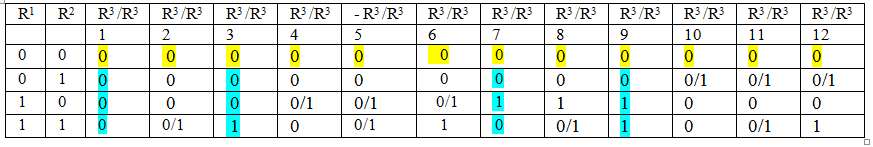 R¹ R² R³/R³ R³/R³ R³/R³ R³/R³ - R³/R³ R³/R³ R³/R³ R³/R³ R³/R³ R³/R³ R³/R³ R³/R³
1 2 3 4 5 6 7 8 9 10 11 12
0 0 0 0 0 0 0 0 0 0 0 0 0 0
0 1 0 0 0 0 0 0 0 0 0 0/1 0/1 0/1
1 0 0 0 0 0/1 0/1 0/1 1 1 1 0 0 0
1 1 0 0/1 1 0 0/1 1 0 0/1 1 0 0/1 1